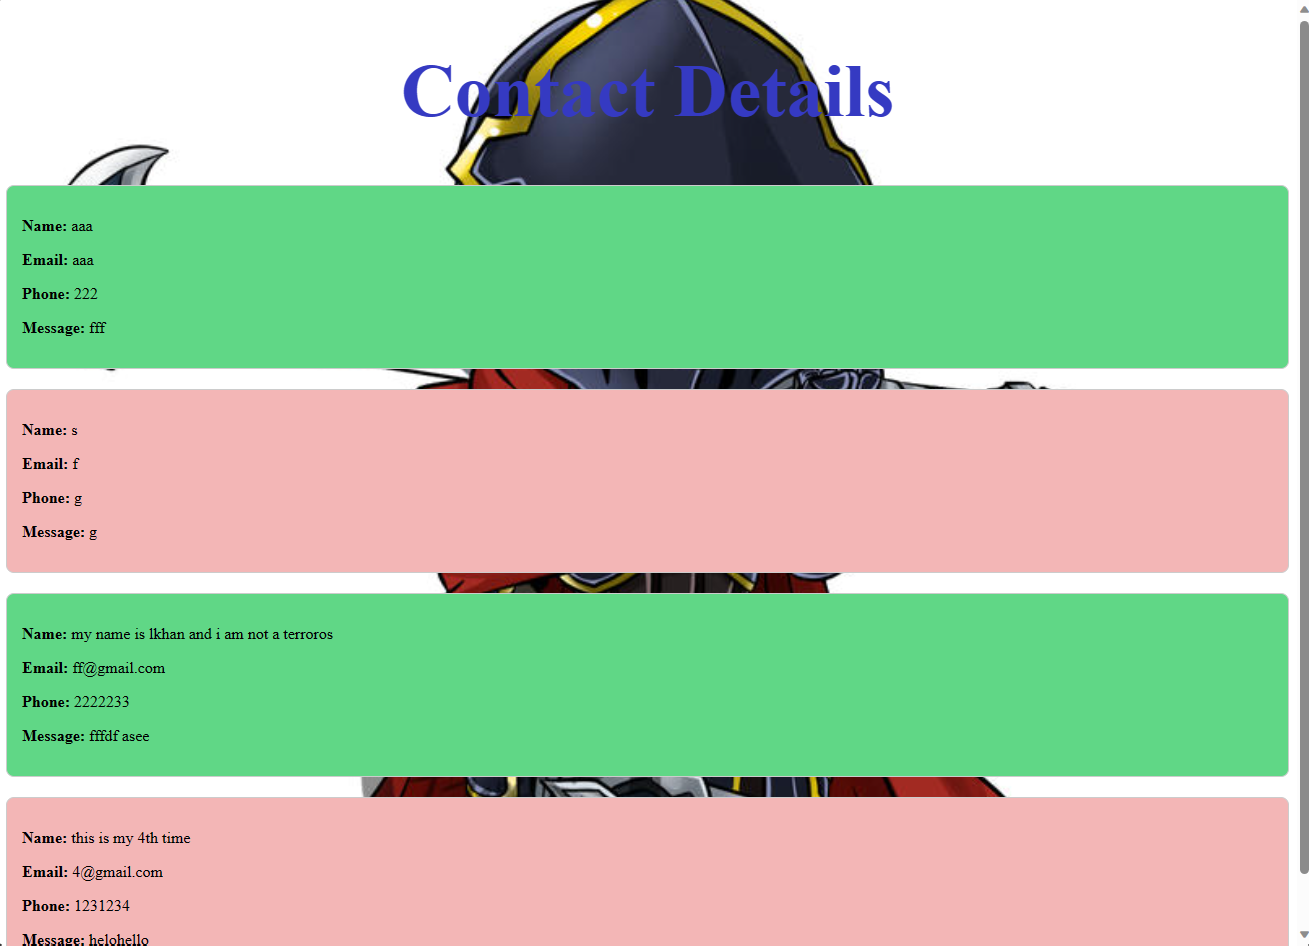 Contact Details
Name: aaa
Email: aaa
Phone: 222
Message: fff
Name: s
Email: f
Phone: g
Message: g
Name: my name is lkhan and i am not a terroros
Email: ff@gmail.com
Phone: 2222233
Message: fffdf asee
Name: this is my 4th time
Email: 4@gmail.com
Phone: 1231234
Message: helohello